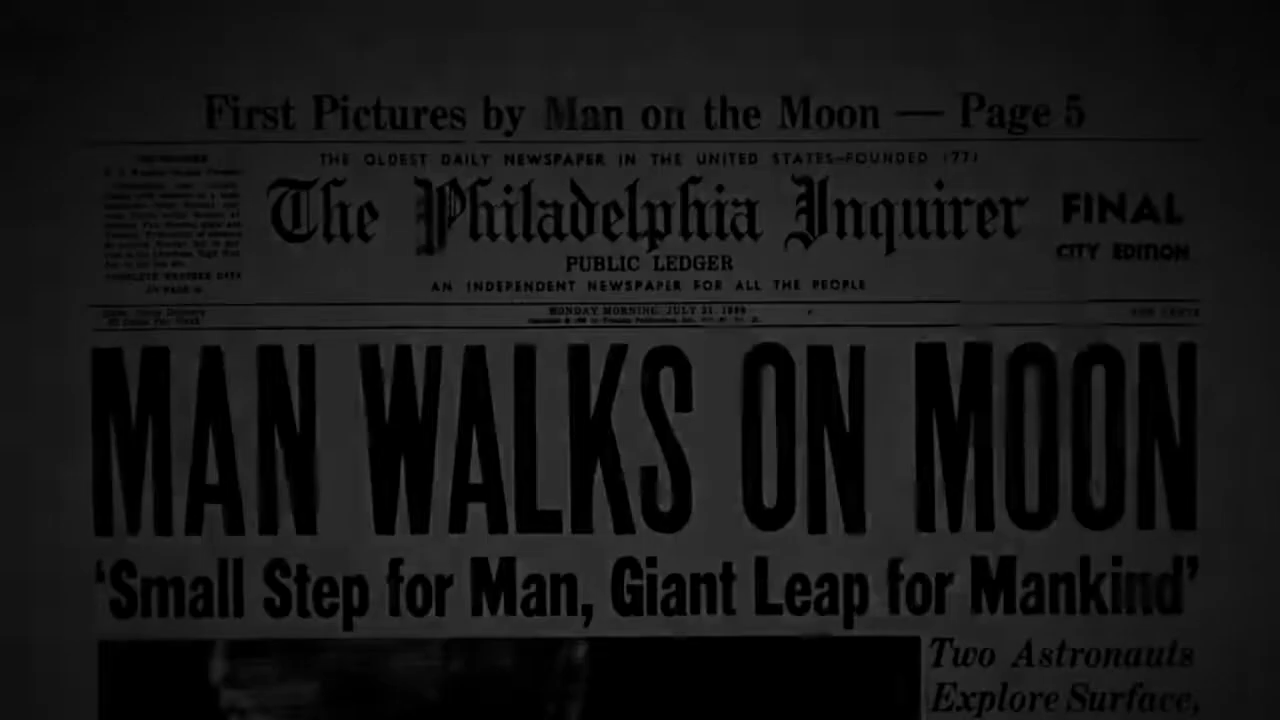 First Pictures by Man on the Moon — Page 5
THE OLDEST DAILY NEWSPAPER IN THE UNITED STATES—FOUNDED 1771
The Philadelphia Inquirer
FINAL
CITY EDITION
PUBLIC LEDGER
AN INDEPENDENT NEWSPAPER FOR ALL THE PEOPLE
MONDAY MORNING, JULY 21, 1969
MAN WALKS ON MOON
‘Small Step for Man, Giant Leap for Mankind’
Two Astronauts
Explore Surface,